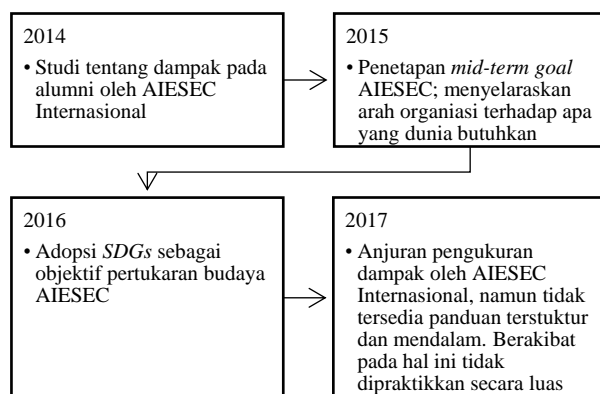 2014
• Studi tentang dampak pada
alumni oleh AIESEC
Internasional
2015
• Penetapan mid-term goal
AIESEC; menyelaraskan
arah organiasi terhadap apa
yang dunia butuhkan
2016
• Adopsi SDGs sebagai
objektif pertukaran budaya
AIESEC
2017
• Anjuran pengukuran
dampak oleh AIESEC
Internasional, namun tidak
tersedia panduan terstuktur
dan mendalam. Berakibat
pada hal ini tidak
dipraktikkan secara luas